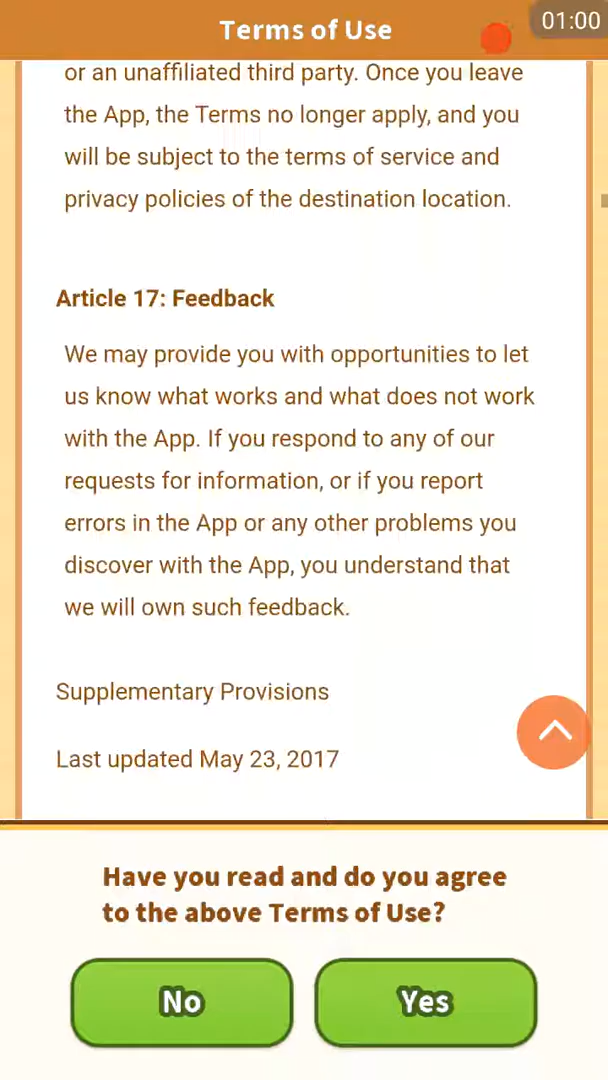 Terms of Use
01:00
or an unaffiliated third party. Once you leave
the App, the Terms no longer apply, and you
will be subject to the terms of service and
privacy policies of the destination location.
Article 17: Feedback
We may provide you with opportunities to let
us know what works and what does not work
with the App. If you respond to any of our
requests for information, or if you report
errors in the App or any other problems you
discover with the App, you understand that
we will own such feedback.
Supplementary Provisions
Last updated May 23, 2017
Have you read and do you agree
to the above Terms of Use?
No
Yes